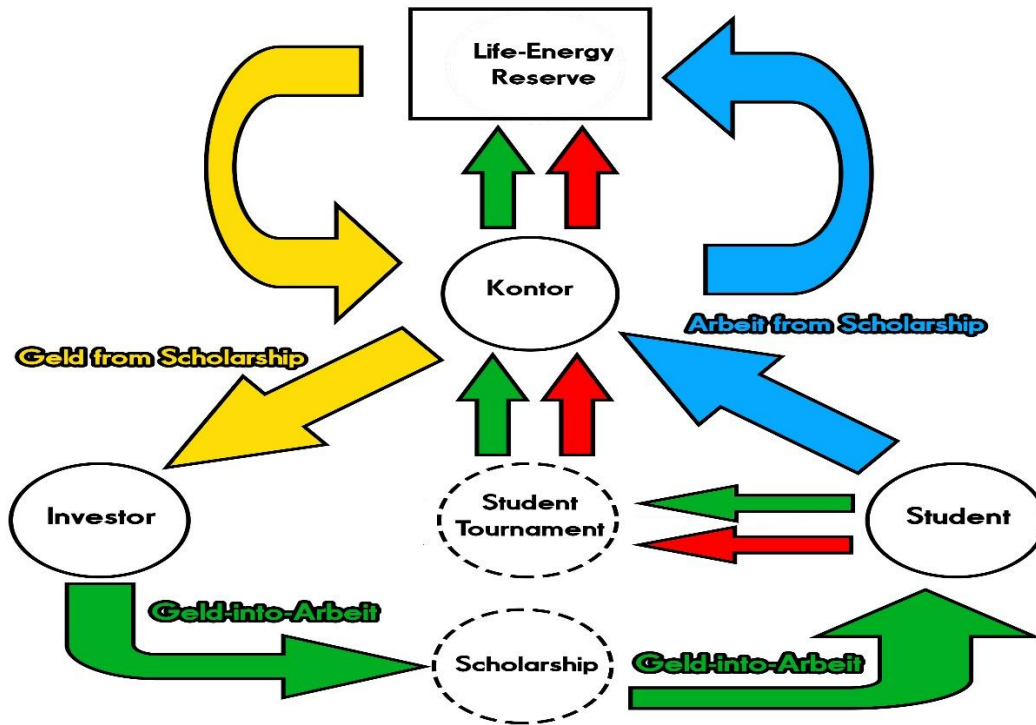 Life-Energy
Reserve
Kontor
Geld from Scholarship
Arbeit from Scholarship
Investor
Student
Tournament
Student
Geld-into-Arbeit
Scholarship
Geld-into-Arbeit